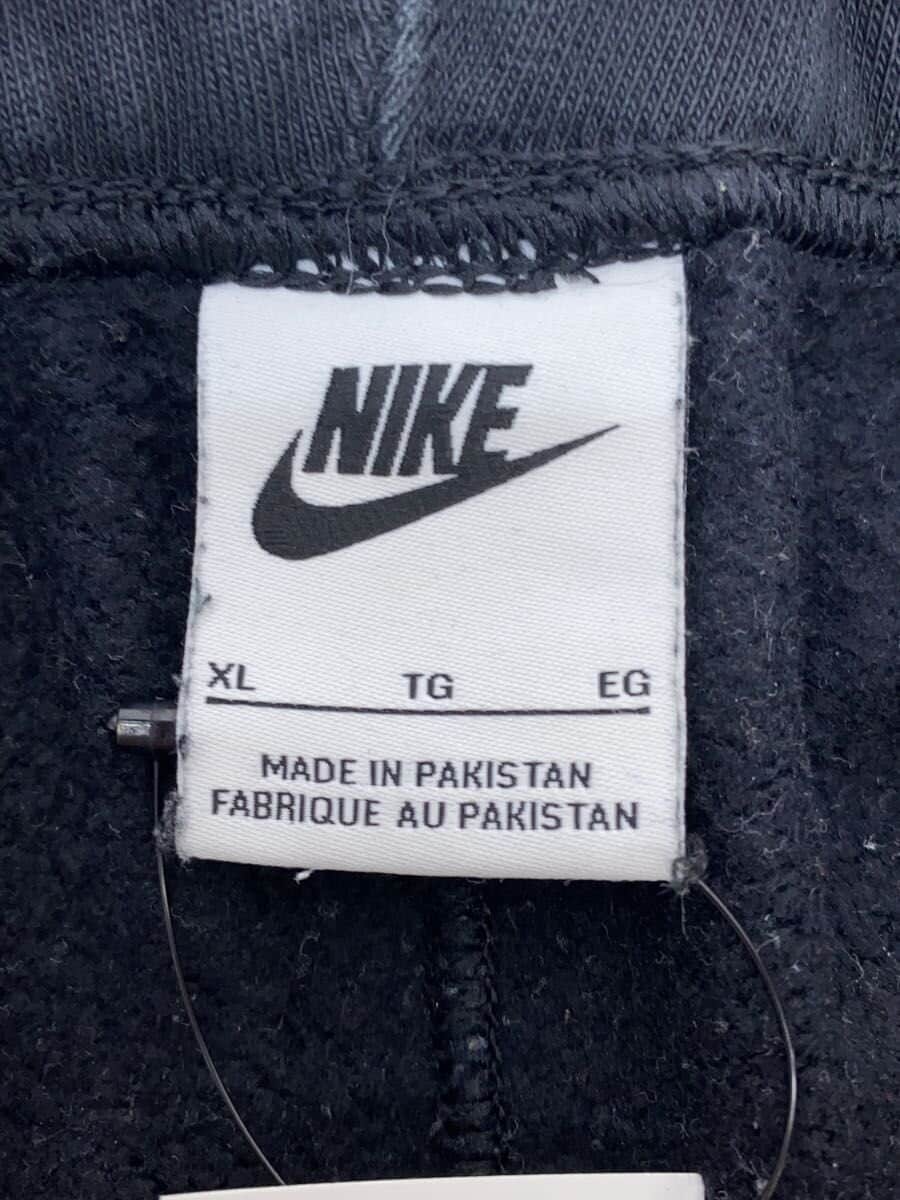 NIKE
XL TG EG
MADE IN PAKISTAN
FABRIQUE AU PAKISTAN